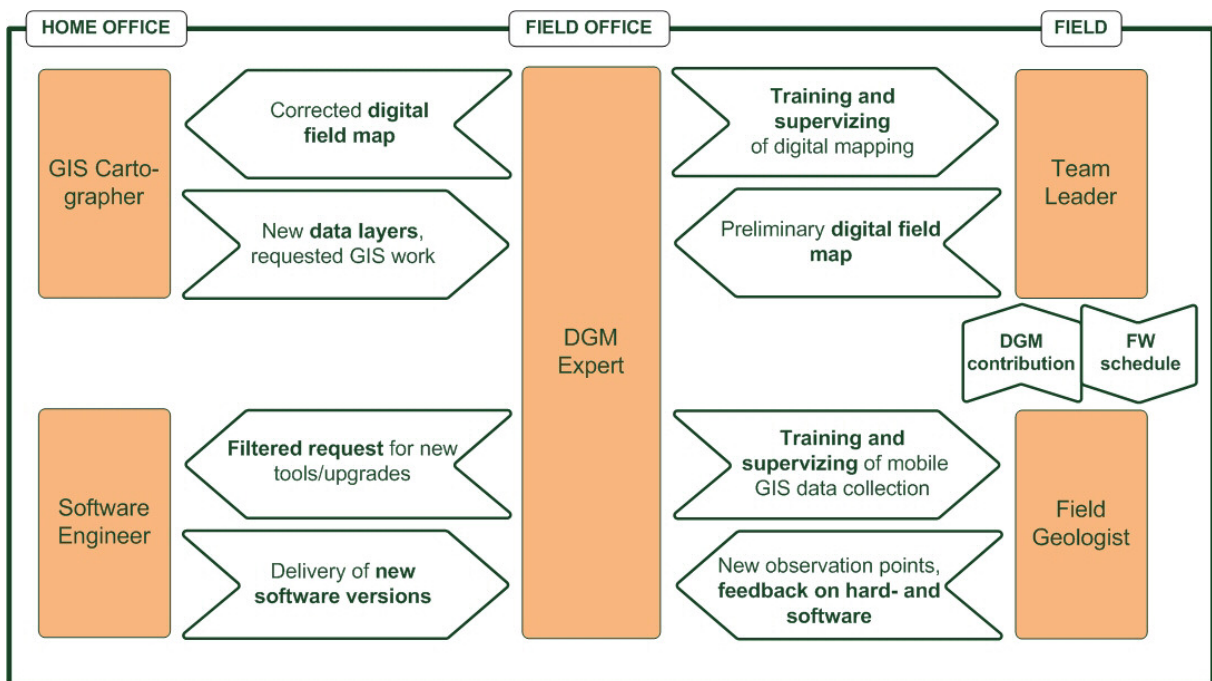 HOME OFFICE
FIELD OFFICE
FIELD
GIS Carto-
grapher
Corrected digital
field map
New data layers,
requested GIS work
DGM
Expert
Training and
supervizing
of digital mapping
Preliminary digital field
map
Team
Leader
DGM
contribution
FW
schedule
Software
Engineer
Filtered request for new
tools/upgrades
Delivery of new
software versions
Training and
supervizing of mobile
GIS data collection
New observation points,
feedback on hard- and
software
Field
Geologist